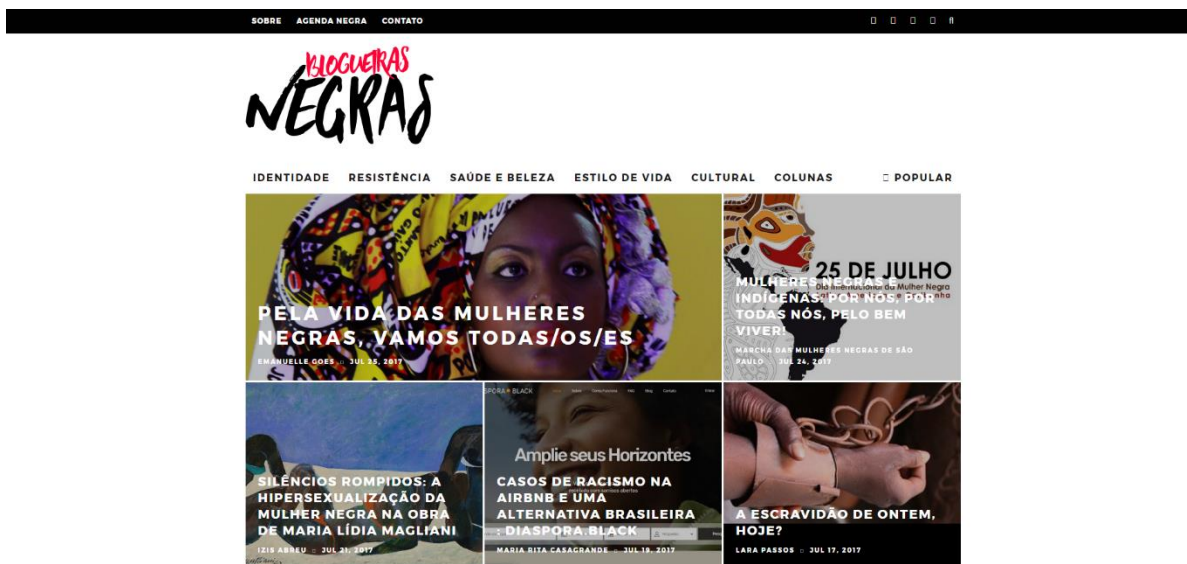 SOBRE AGENDA NEGRA CONTATO
BLOGUEIRAS
NEGRAS
IDENTIDADE RESISTÊNCIA SAÚDE E BELEZA ESTILO DE VIDA CULTURAL COLUNAS POPULAR
PELA VIDA DAS MULHERES
NEGRAS, VAMOS TODAS/OS/ES
EMANUELLE GOES JUL 25, 2017
25 DE JULHO
Dia Internacional da Mulher Negra
MULHERES NEGRAS E
INDÍGENAS: POR NÓS, POR
TODAS NÓS, PELO BEM
VIVER!
MARCHA DAS MULHERES NEGRAS DE SÃO
PAULO JUL 24, 2017
SILÊNCIOS ROMPIDOS: A
HIPERSEXUALIZAÇÃO DA
MULHER NEGRA NA OBRA
DE MARIA LÍDIA MAGLIANI
IZIS ABREU JUL 21, 2017
Amplie seus Horizontes
CASOS DE RACISMO NA
AIRBNB E UMA
ALTERNATIVA BRASILEIRA
: DIASPORA.BLACK
MARIA RITA CASAGRANDE JUL 19, 2017
A ESCRAVIDÃO DE ONTEM,
HOJE?
LARA PASSOS JUL 17, 2017